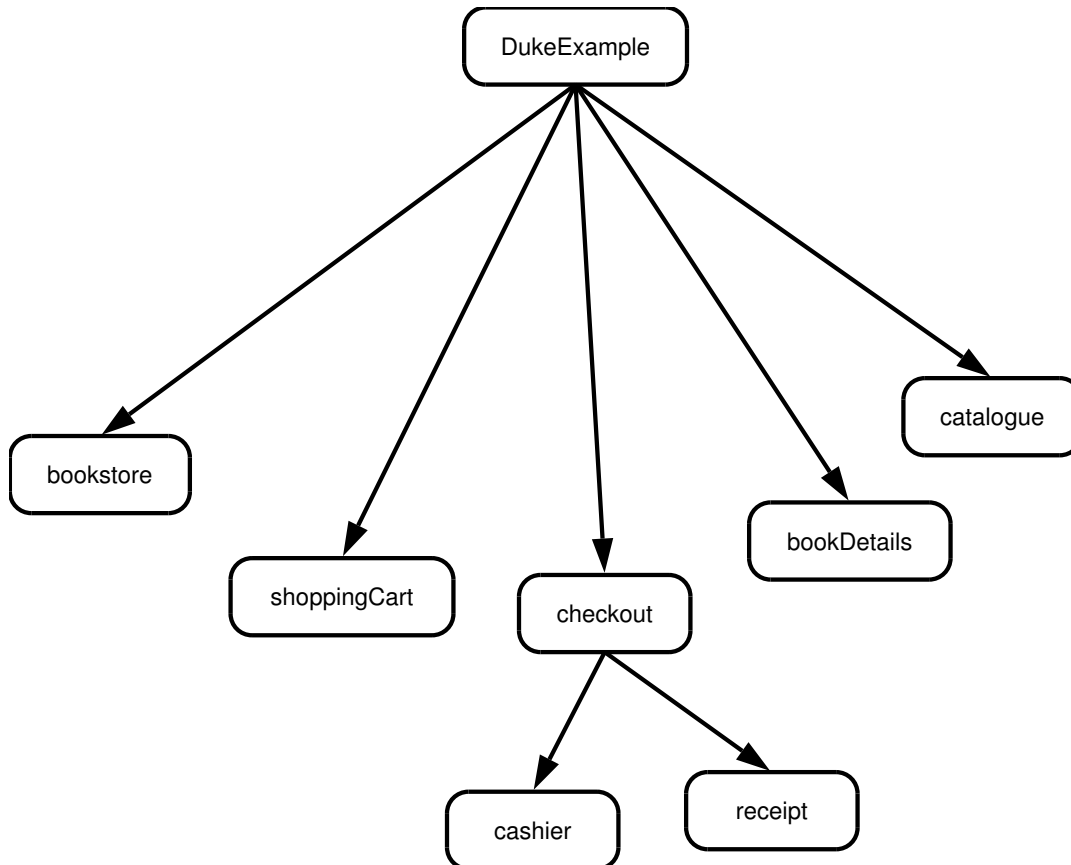 DukeExample
catalogue
bookstore
bookDetails
shoppingCart
checkout
receipt
cashier